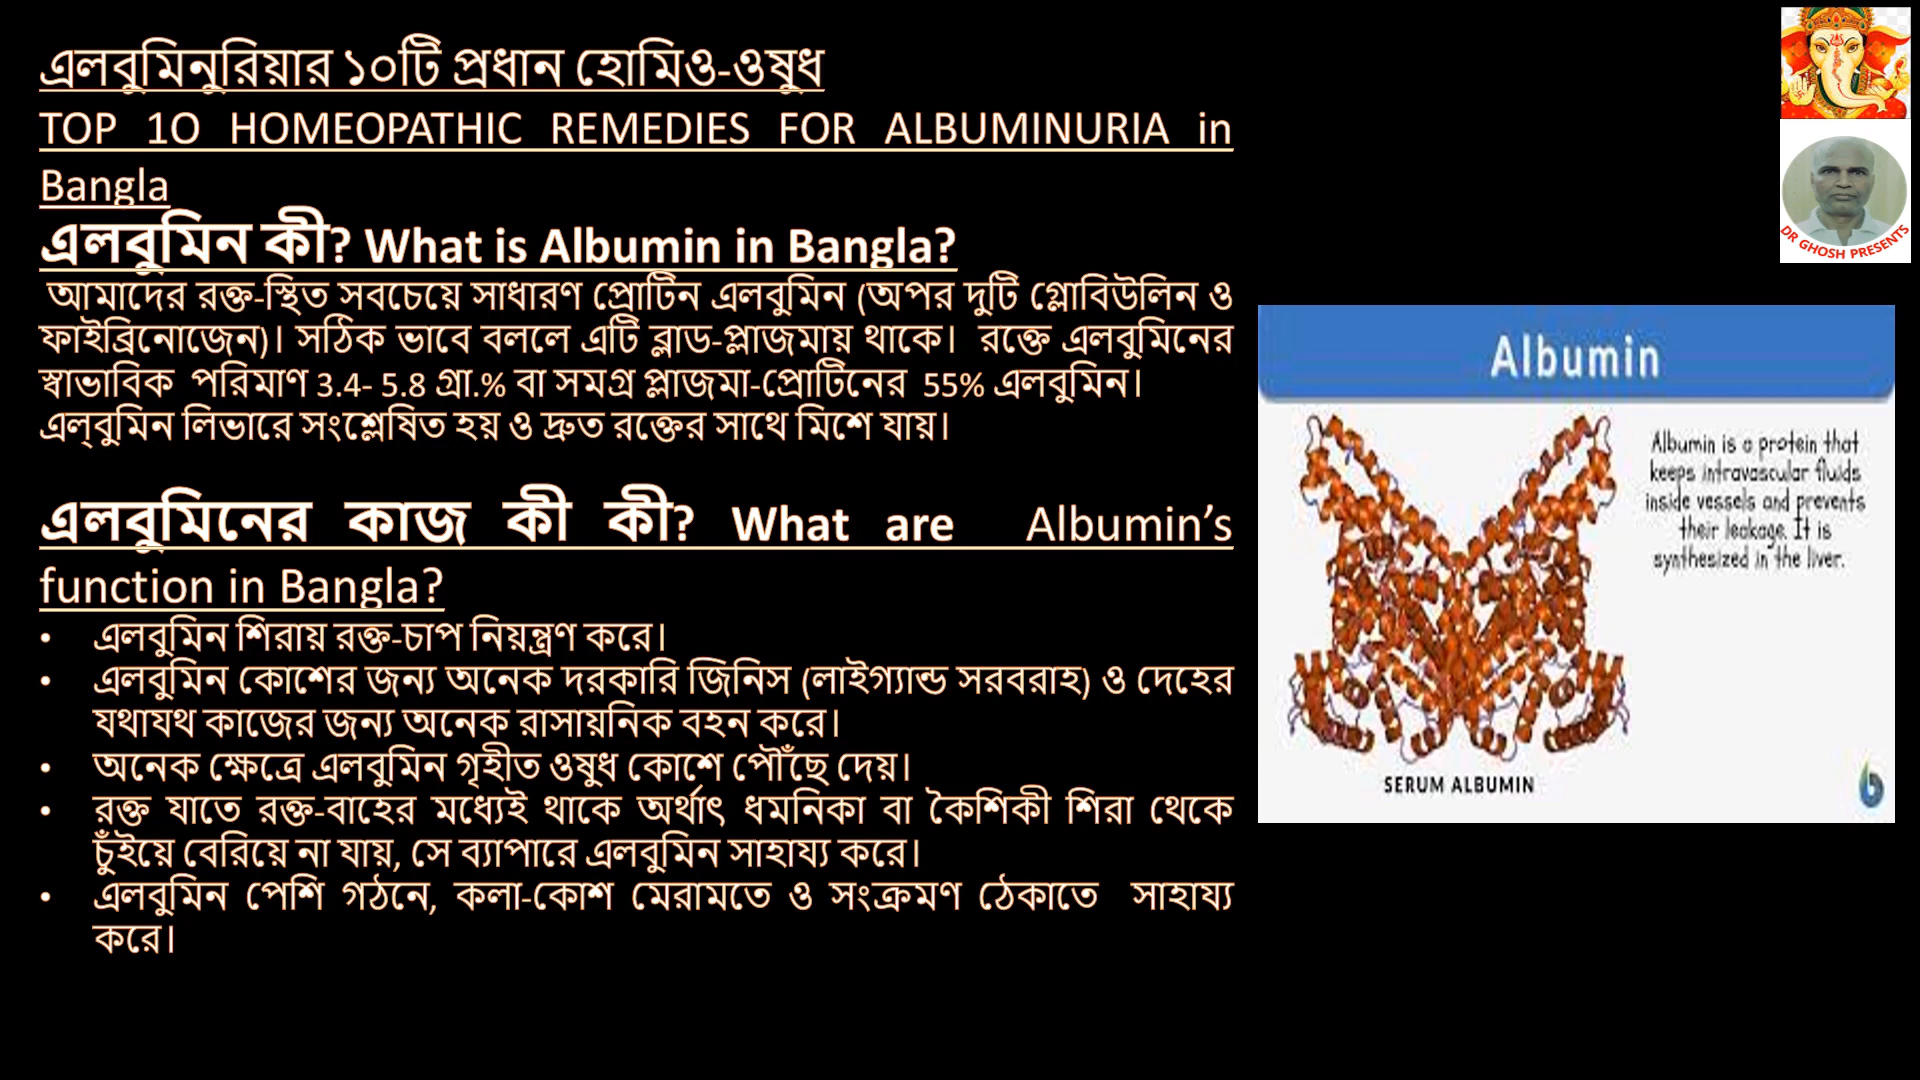 এলবুমিনুরিয়ার ১০টি প্রধান হোমিও-ওষুধ
TOP 1O HOMEOPATHIC REMEDIES FOR ALBUMINURIA in
Bangla
এলবুমিন কী? What is Albumin in Bangla?
আমাদের রক্ত-স্থিত সবচেয়ে সাধারণ প্রোটিন এলবুমিন (অপর দুটি গ্লোবিউলিন ও
ফাইব্রিনোজেন)। সঠিক ভাবে বললে এটি ব্লাড-প্লাজমায় থাকে। রক্তে এলবুমিনের
স্বাভাবিক পরিমাণ 3.4- 5.8 গ্রা.% বা সমগ্র প্লাজমা-প্রোটিনের 55% এলবুমিন।
এল্‌বুমিন লিভারে সংশ্লেষিত হয় ও দ্রুত রক্তের সাথে মিশে যায়।
এলবুমিনের কাজ কী কী? What are Albumin’s
function in Bangla?
• এলবুমিন শিরায় রক্ত-চাপ নিয়ন্ত্রণ করে।
• এলবুমিন কোশের জন্য অনেক দরকারি জিনিস (লাইগ্যান্ড সরবরাহ) ও দেহের
যথাযথ কাজের জন্য অনেক রাসায়নিক বহন করে।
• অনেক ক্ষেত্রে এলবুমিন গৃহীত ওষুধ কোশে পৌঁছে দেয়।
• রক্ত যাতে রক্ত-বাহের মধ্যেই থাকে অর্থাৎ ধমনিকা বা কৈশিকী শিরা থেকে
চুঁইয়ে বেরিয়ে না যায়, সে ব্যাপারে এলবুমিন সাহায্য করে।
• এলবুমিন পেশি গঠনে, কলা-কোশ মেরামতে ও সংক্রমণ ঠেকাতে সাহায্য
করে।
DR GHOSH PRESENTS
Albumin
Albumin is a protein that
keeps intravascular fluids
inside vessels and prevents
their leakage. It is
synthesized in the liver.
SERUM ALBUMIN